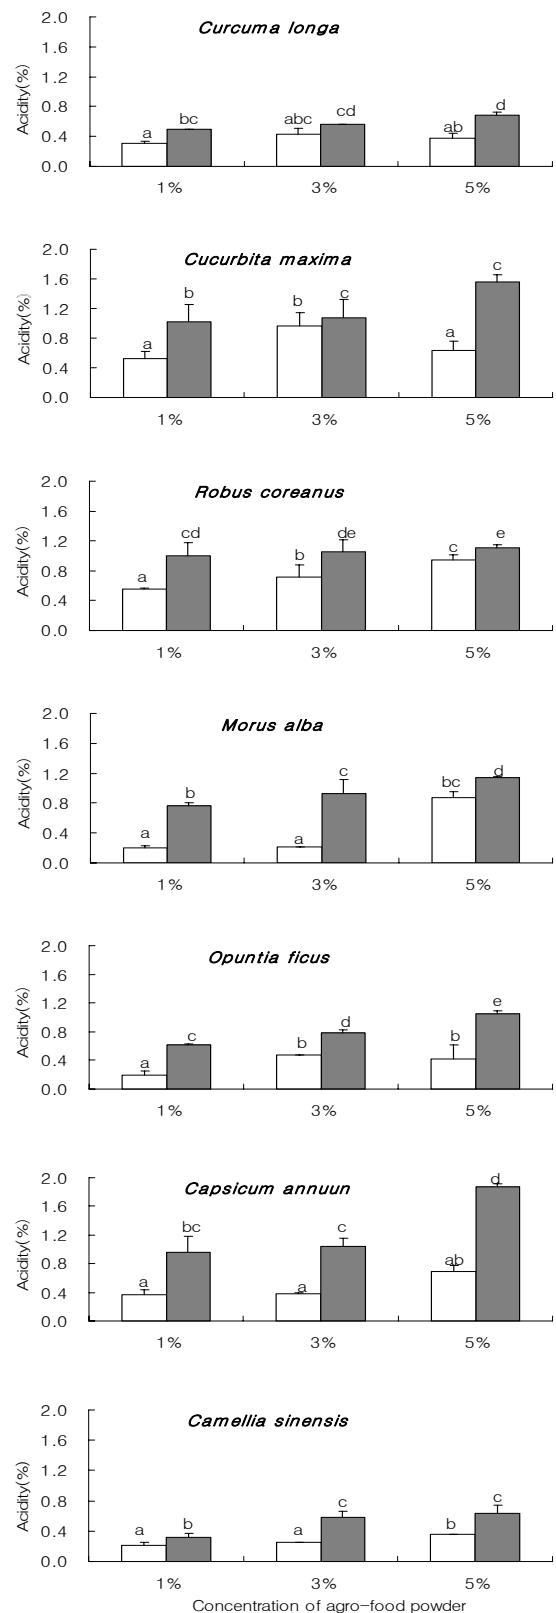 Curcuma longa
Acidity(%)
2.0
1.6
1.2
0.8
0.4
0.0
a bc abc cd ab d
1% 3% 5%
Cucurbita maxima
Acidity(%)
2.0
1.6
1.2
0.8
0.4
0.0
a b b c a c
1% 3% 5%
Robus coreanus
Acidity(%)
2.0
1.6
1.2
0.8
0.4
0.0
a cd b de c e
1% 3% 5%
Morus alba
Acidity(%)
2.0
1.6
1.2
0.8
0.4
0.0
a b a c bc d
1% 3% 5%
Opuntia ficus
Acidity(%)
2.0
1.6
1.2
0.8
0.4
0.0
a c b d b e
1% 3% 5%
Capsicum annuun
Acidity(%)
2.0
1.6
1.2
0.8
0.4
0.0
a bc a c ab d
1% 3% 5%
Camellia sinensis
Acidity(%)
2.0
1.6
1.2
0.8
0.4
0.0
a b a c b c
1% 3% 5%
Concentration of agro-food powder